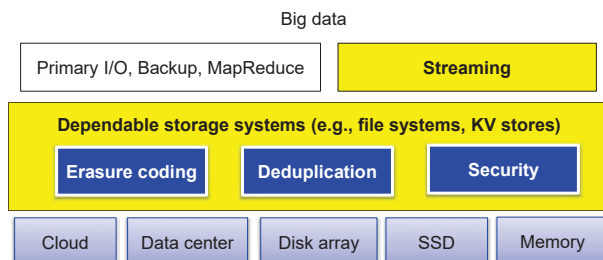 Big data
Primary I/O, Backup, MapReduce
Streaming
Dependable storage systems (e.g., file systems, KV stores)
Erasure coding
Deduplication
Security
Cloud
Data center
Disk array
SSD
Memory